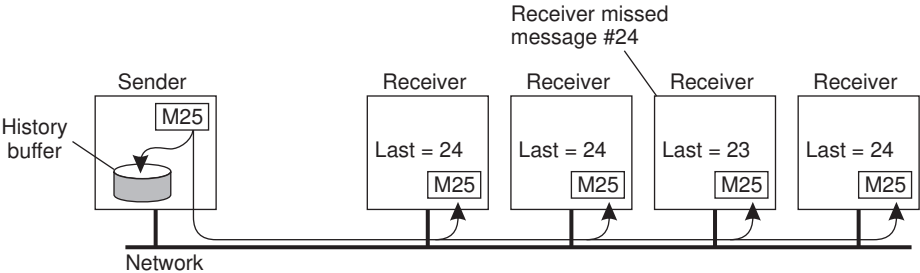 Receiver missed
message #24
Sender
Receiver
Receiver
Receiver
Receiver
M25
History
buffer
Last = 24
Last = 24
Last = 23
Last = 24
M25
M25
M25
M25
Network